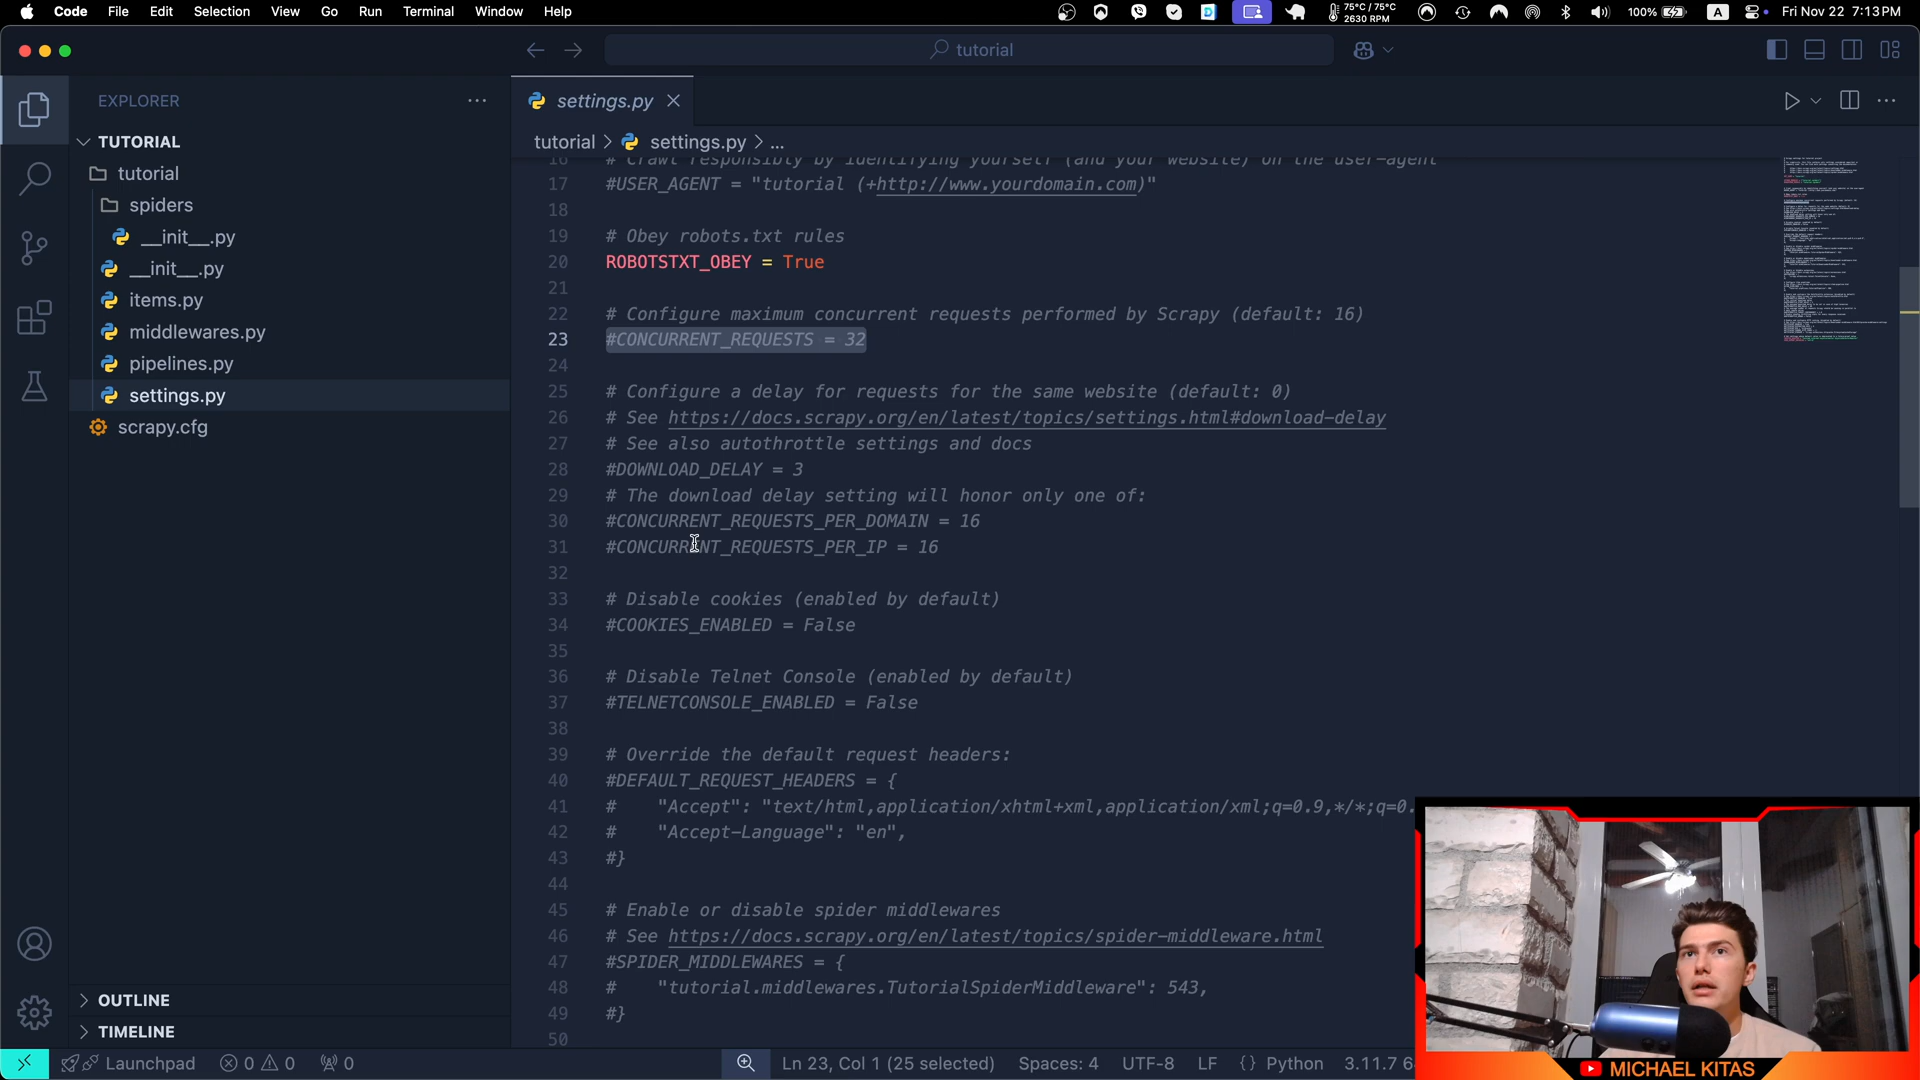 Code File Edit Selection View Go Run Terminal Window Help
75°C / 75°C
2630 RPM
100%
A
Fri Nov 22 7:13 PM
tutorial
EXPLORER
TUTORIAL
tutorial
spiders
__init__.py
__init__.py
items.py
middlewares.py
pipelines.py
settings.py
scrapy.cfg
OUTLINE
TIMELINE
settings.py
tutorial > settings.py > ...
16 # Crawl responsibly by identifying yourself (and your website) on the user-agent
17 #USER_AGENT = "tutorial (+http://www.yourdomain.com)"
18
19 # Obey robots.txt rules
20 ROBOTSTXT_OBEY = True
21
22 # Configure maximum concurrent requests performed by Scrapy (default: 16)
23 #CONCURRENT_REQUESTS = 32
24
25 # Configure a delay for requests for the same website (default: 0)
26 # See https://docs.scrapy.org/en/latest/topics/settings.html#download-delay
27 # See also autothrottle settings and docs
28 #DOWNLOAD_DELAY = 3
29 # The download delay setting will honor only one of:
30 #CONCURRENT_REQUESTS_PER_DOMAIN = 16
31 #CONCURRENT_REQUESTS_PER_IP = 16
32
33 # Disable cookies (enabled by default)
34 #COOKIES_ENABLED = False
35
36 # Disable Telnet Console (enabled by default)
37 #TELNETCONSOLE_ENABLED = False
38
39 # Override the default request headers:
40 #DEFAULT_REQUEST_HEADERS = {
41 #    "Accept": "text/html,application/xhtml+xml,application/xml;q=0.9,*/*;q=0.
42 #    "Accept-Language": "en",
43 #}
44
45 # Enable or disable spider middlewares
46 # See https://docs.scrapy.org/en/latest/topics/spider-middleware.html
47 #SPIDER_MIDDLEWARES = {
48 #    "tutorial.middlewares.TutorialSpiderMiddleware": 543,
49 #}
50
Launchpad 0 0 0 Ln 23, Col 1 (25 selected) Spaces: 4 UTF-8 LF {} Python 3.11.7 6
MICHAEL KITAS